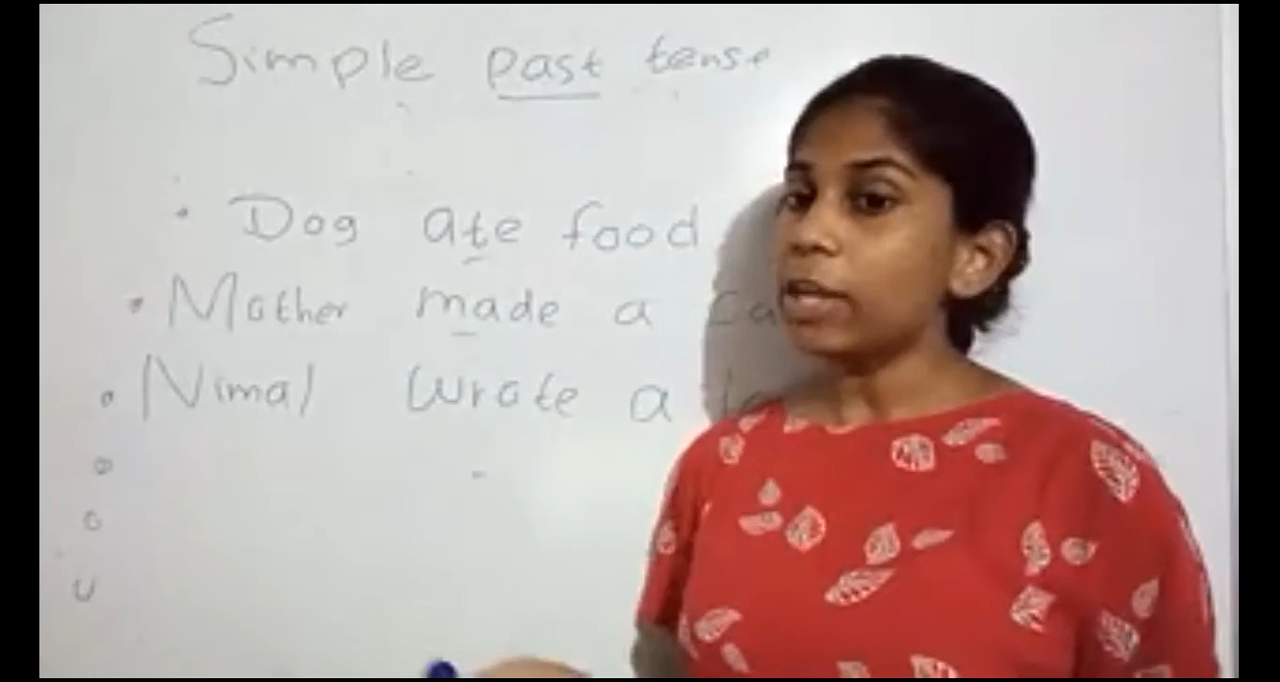 Simple past tense
• Dog ate food
• Mother made a
• Nimal wrote a